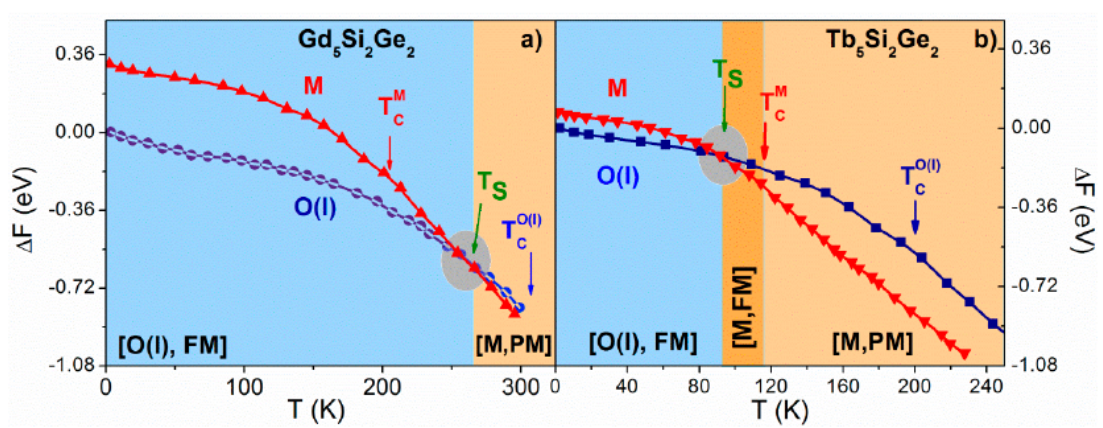 Gd₅Si₂Ge₂ a)
0.36
0.00
-0.36
-0.72
-1.08
ΔF (eV)
M
T_C^M
O(I)
T_S
T_C^O(I)
[O(I), FM]
[M,PM]
0 100 200 300
T (K)
Tb₅Si₂Ge₂ b)
M
T_S
T_C^M
O(I)
T_C^O(I)
[O(I), FM]
[M,FM]
[M,PM]
0 40 80 120 160 200 240
T (K)
0.36
0.00
-0.36
-0.72
-1.08
ΔF (eV)